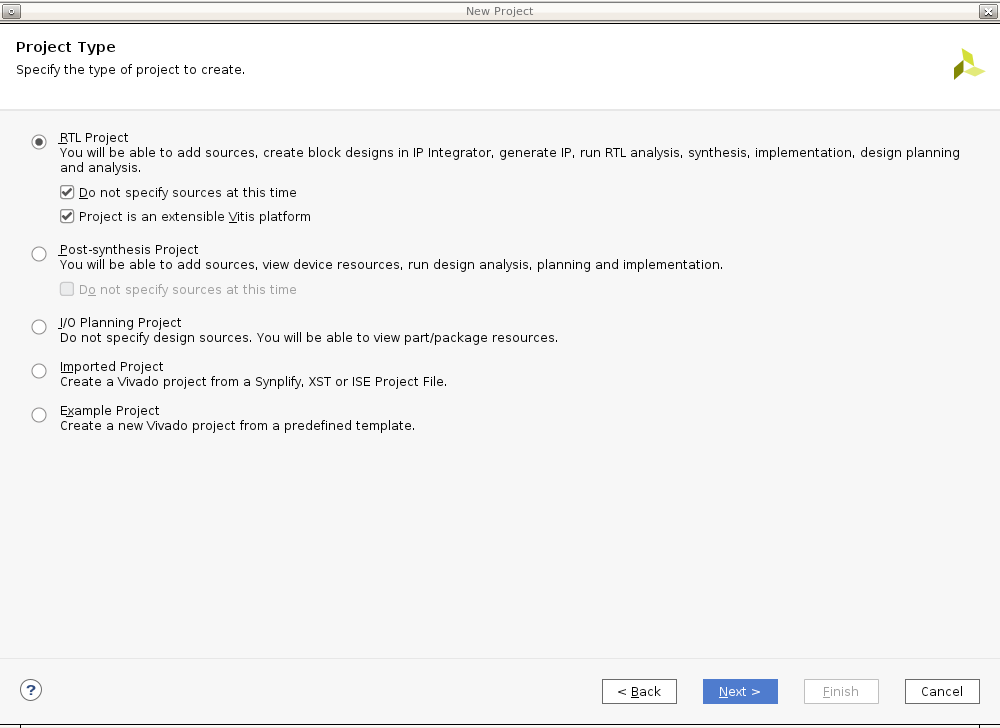 New Project
Project Type
Specify the type of project to create.
RTL Project
You will be able to add sources, create block designs in IP Integrator, generate IP, run RTL analysis, synthesis, implementation, design planning
and analysis.
Do not specify sources at this time
Project is an extensible Vitis platform
Post-synthesis Project
You will be able to add sources, view device resources, run design analysis, planning and implementation.
Do not specify sources at this time
I/O Planning Project
Do not specify design sources. You will be able to view part/package resources.
Imported Project
Create a Vivado project from a Synplify, XST or ISE Project File.
Example Project
Create a new Vivado project from a predefined template.
? < Back Next > Finish Cancel